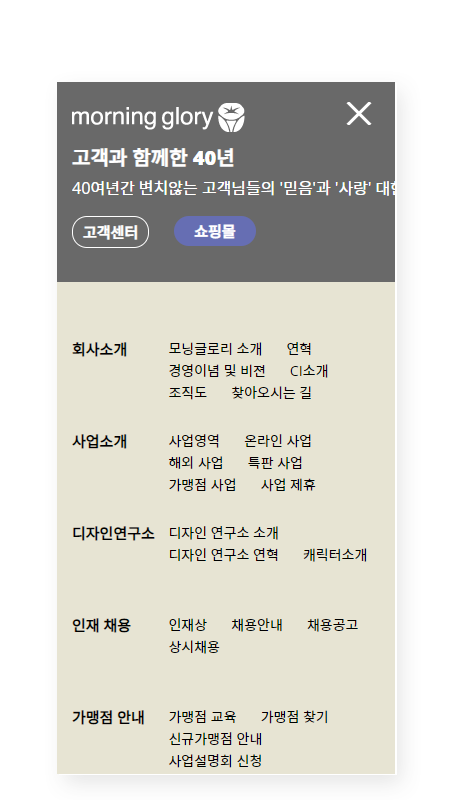 morning glory
고객과 함께한 40년
40여년간 변치않는 고객님들의 '믿음'과 '사랑'
고객센터 쇼핑몰
회사소개 모닝글로리 소개 연혁
경영이념 및 비젼 CI소개
조직도 찾아오시는 길
사업소개 사업영역 온라인 사업
해외 사업 특판 사업
가맹점 사업 사업 제휴
디자인연구소 디자인 연구소 소개
디자인 연구소 연혁 캐릭터소개
인재 채용 인재상 채용안내 채용공고
상시채용
가맹점 안내 가맹점 교육 가맹점 찾기
신규가맹점 안내
사업설명회 신청